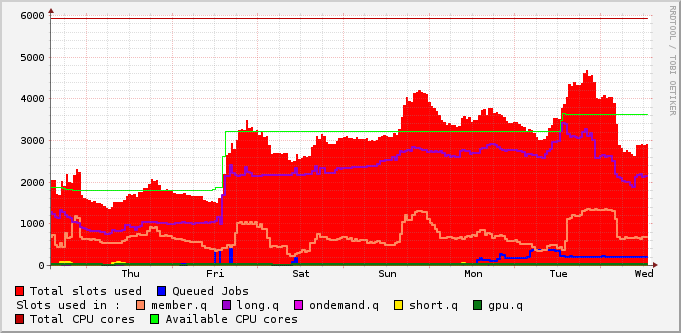 6000
5000
4000
3000
2000
1000
0
Thu Fri Sat Sun Mon Tue Wed
Total slots used Queued Jobs
Slots used in : member.q long.q ondemand.q short.q gpu.q
Total CPU cores Available CPU cores
RRDTOOL / TOBI OETIKER